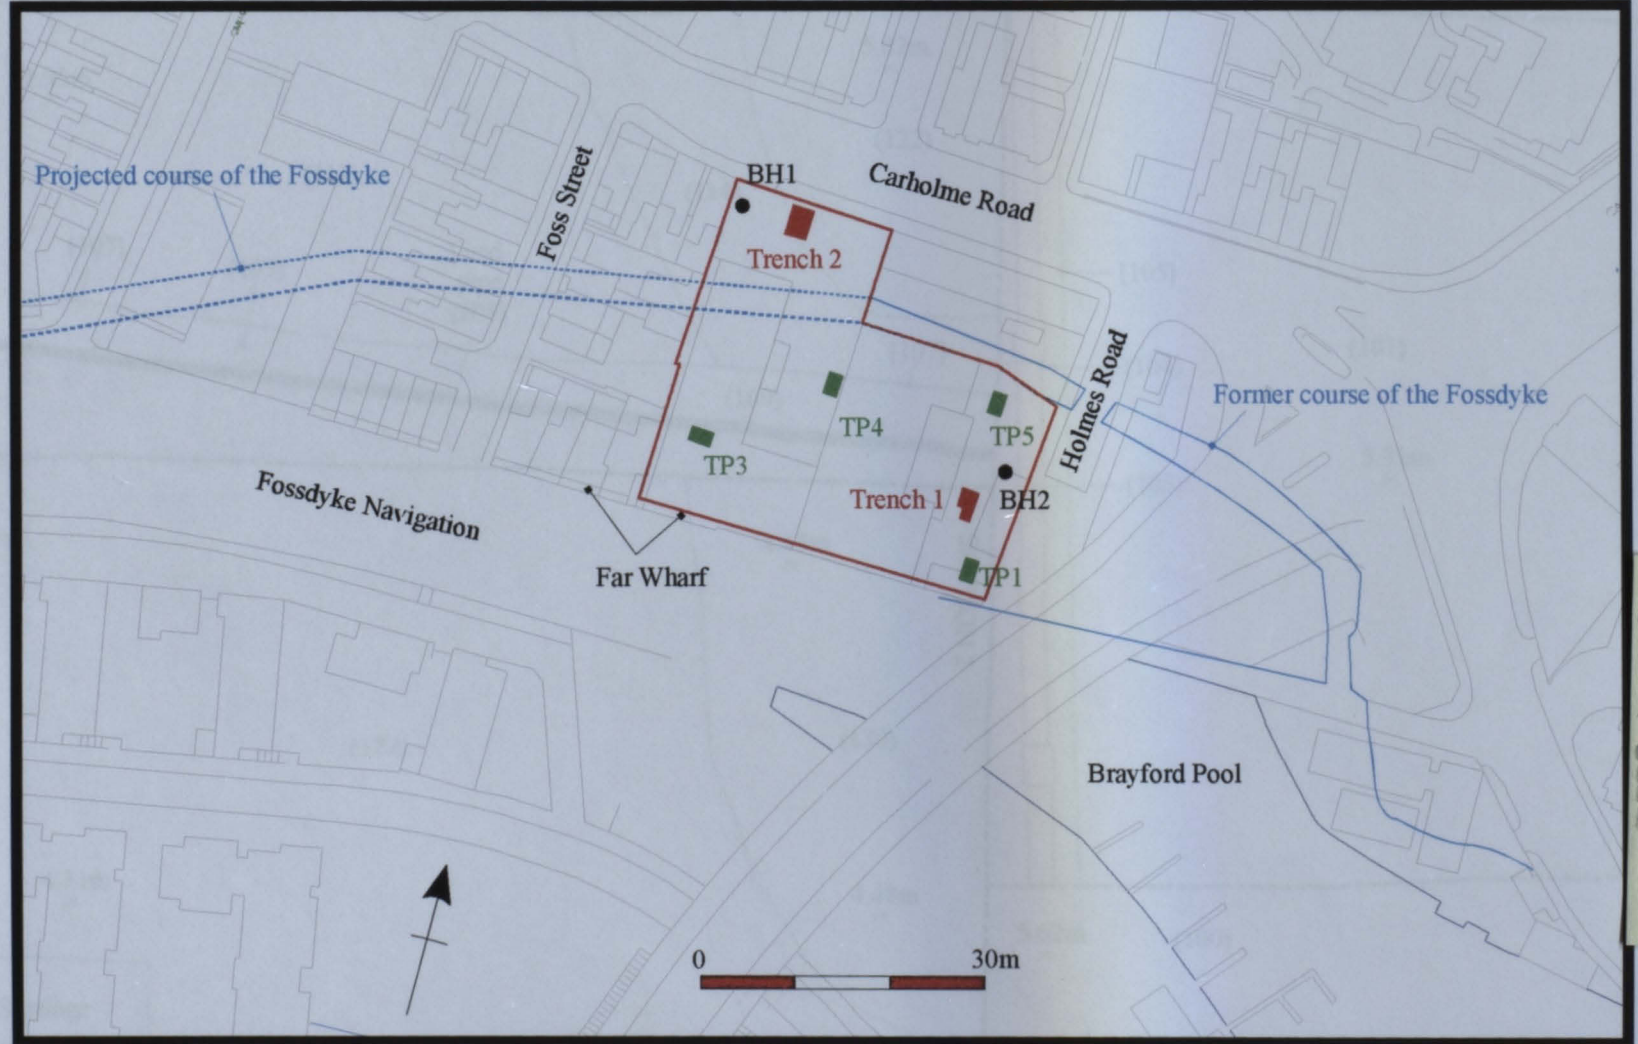 BH1
Carholme Road
Projected course of the Fossdyke
Foss Street
Trench 2
Holmes Road
Former course of the Fossdyke
TP4
TP5
TP3
Trench 1
BH2
Fossdyke Navigation
Far Wharf
TP1
Brayford Pool
0
30m